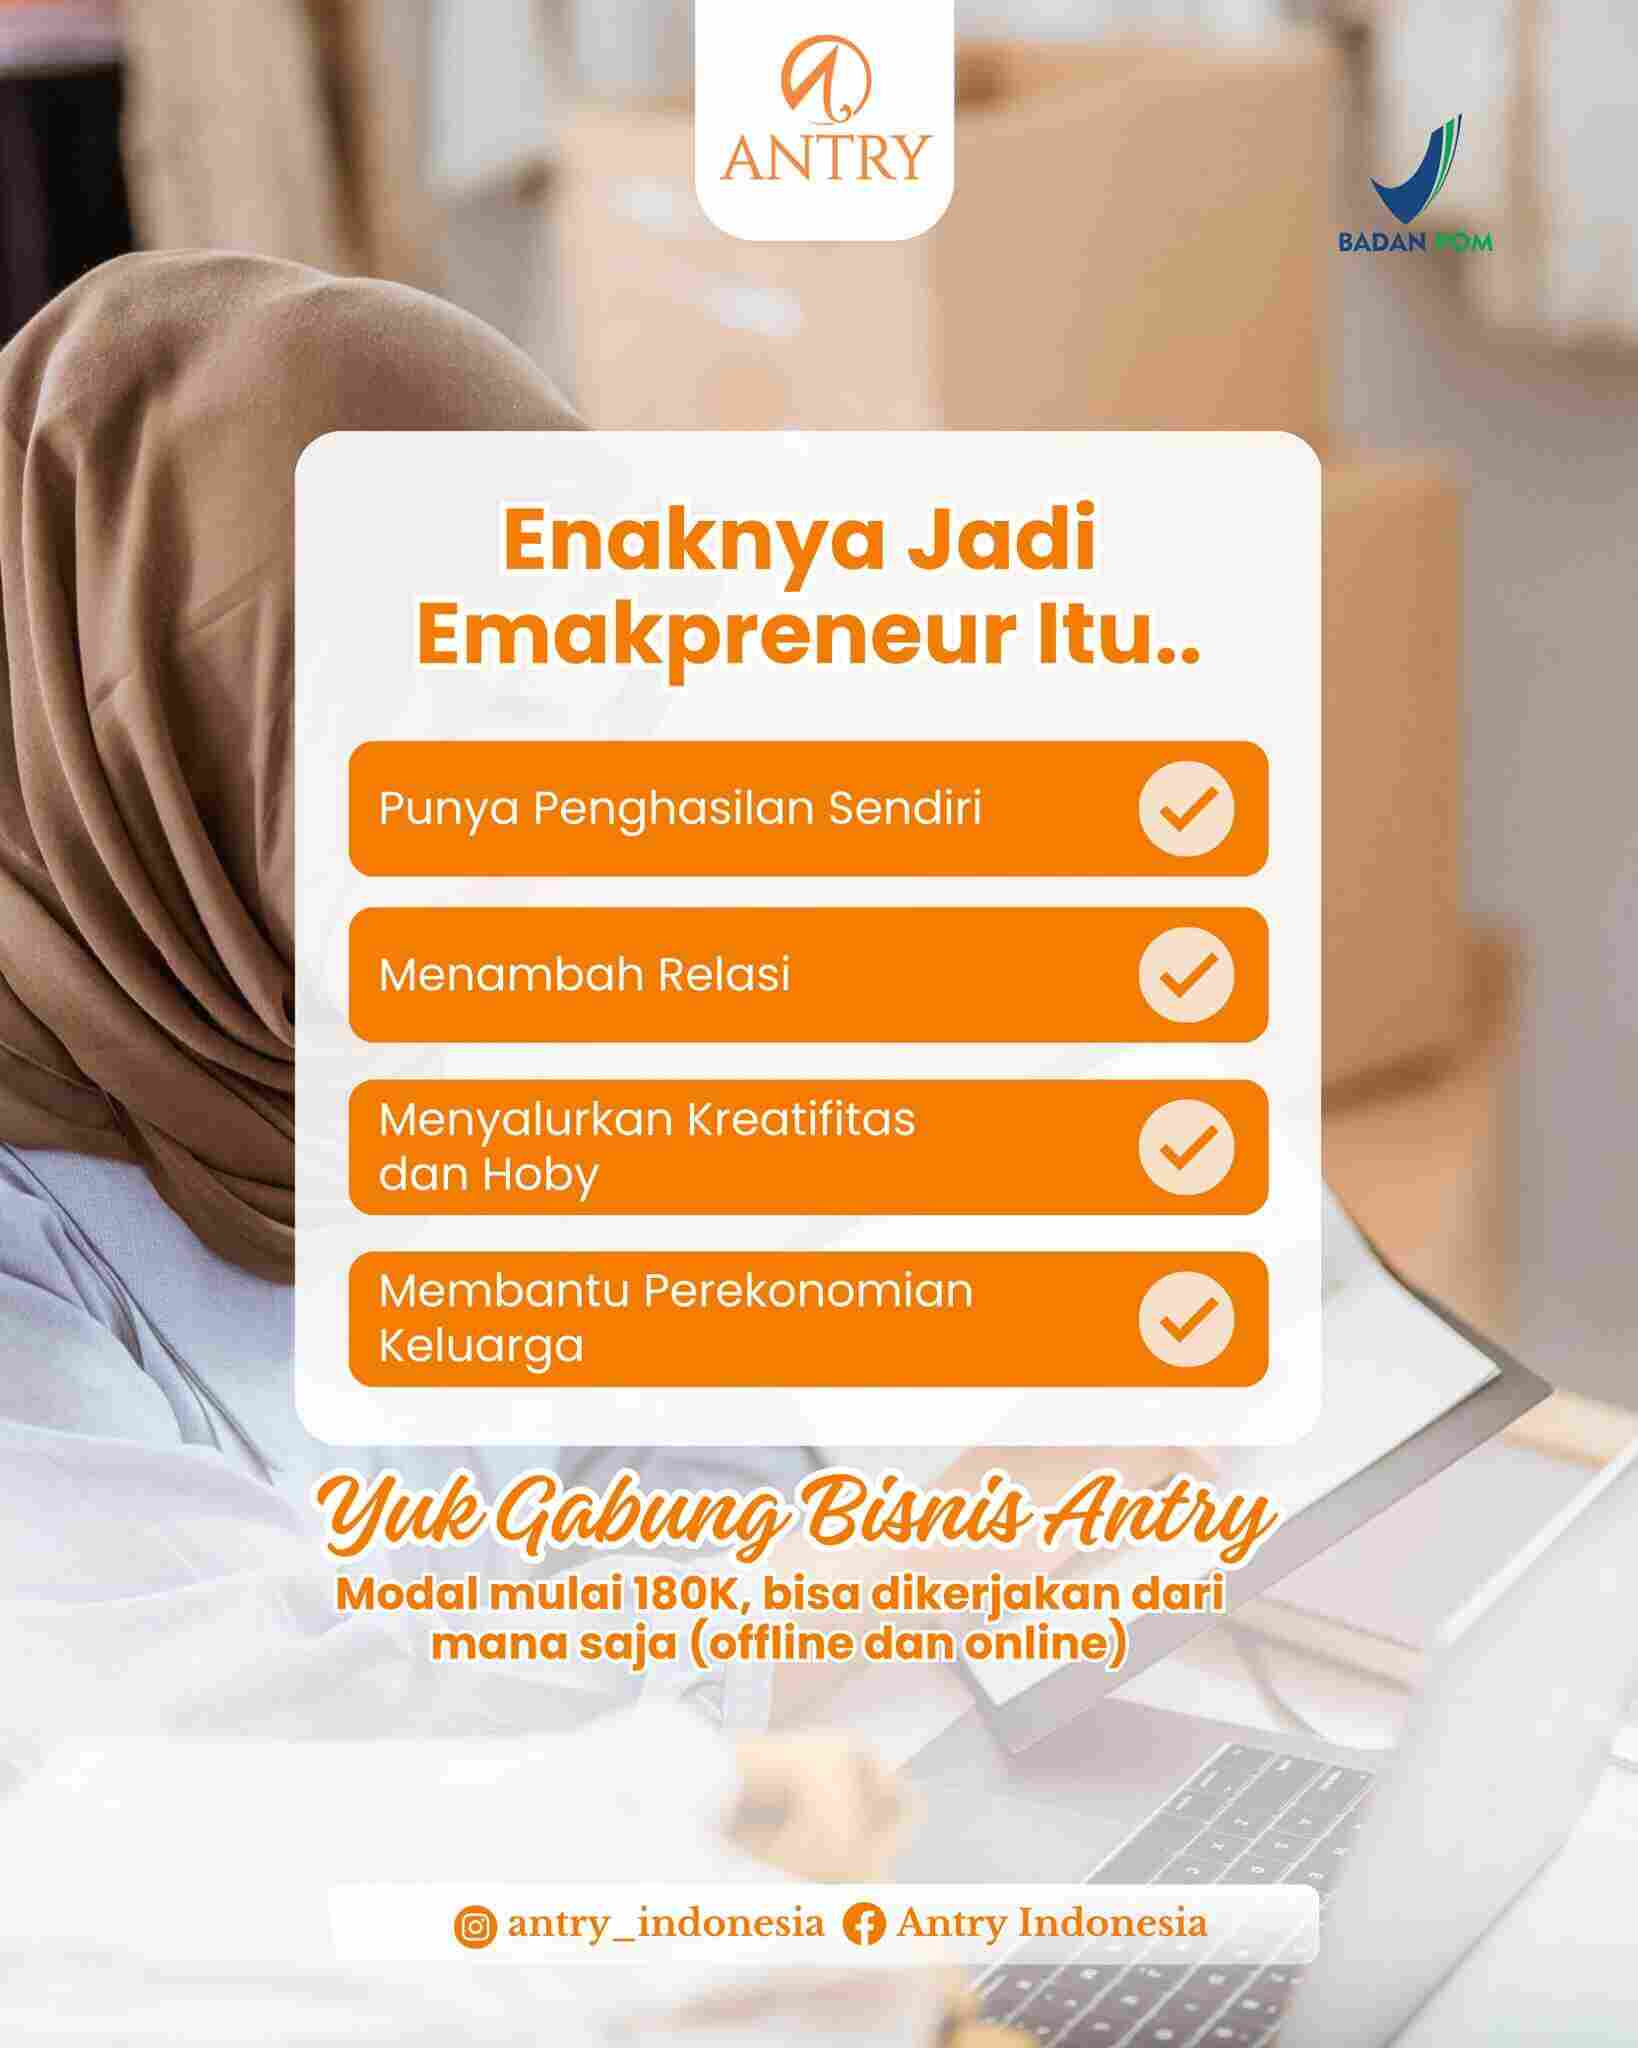 ANTRY
BADAN POM
Enaknya Jadi
Emakpreneur Itu..
Punya Penghasilan Sendiri
Menambah Relasi
Menyalurkan Kreatifitas
dan Hoby
Membantu Perekonomian
Keluarga
Yuk Gabung Bisnis Antry
Modal mulai 180K, bisa dikerjakan dari
mana saja (offline dan online)
antry_indonesia Antry Indonesia